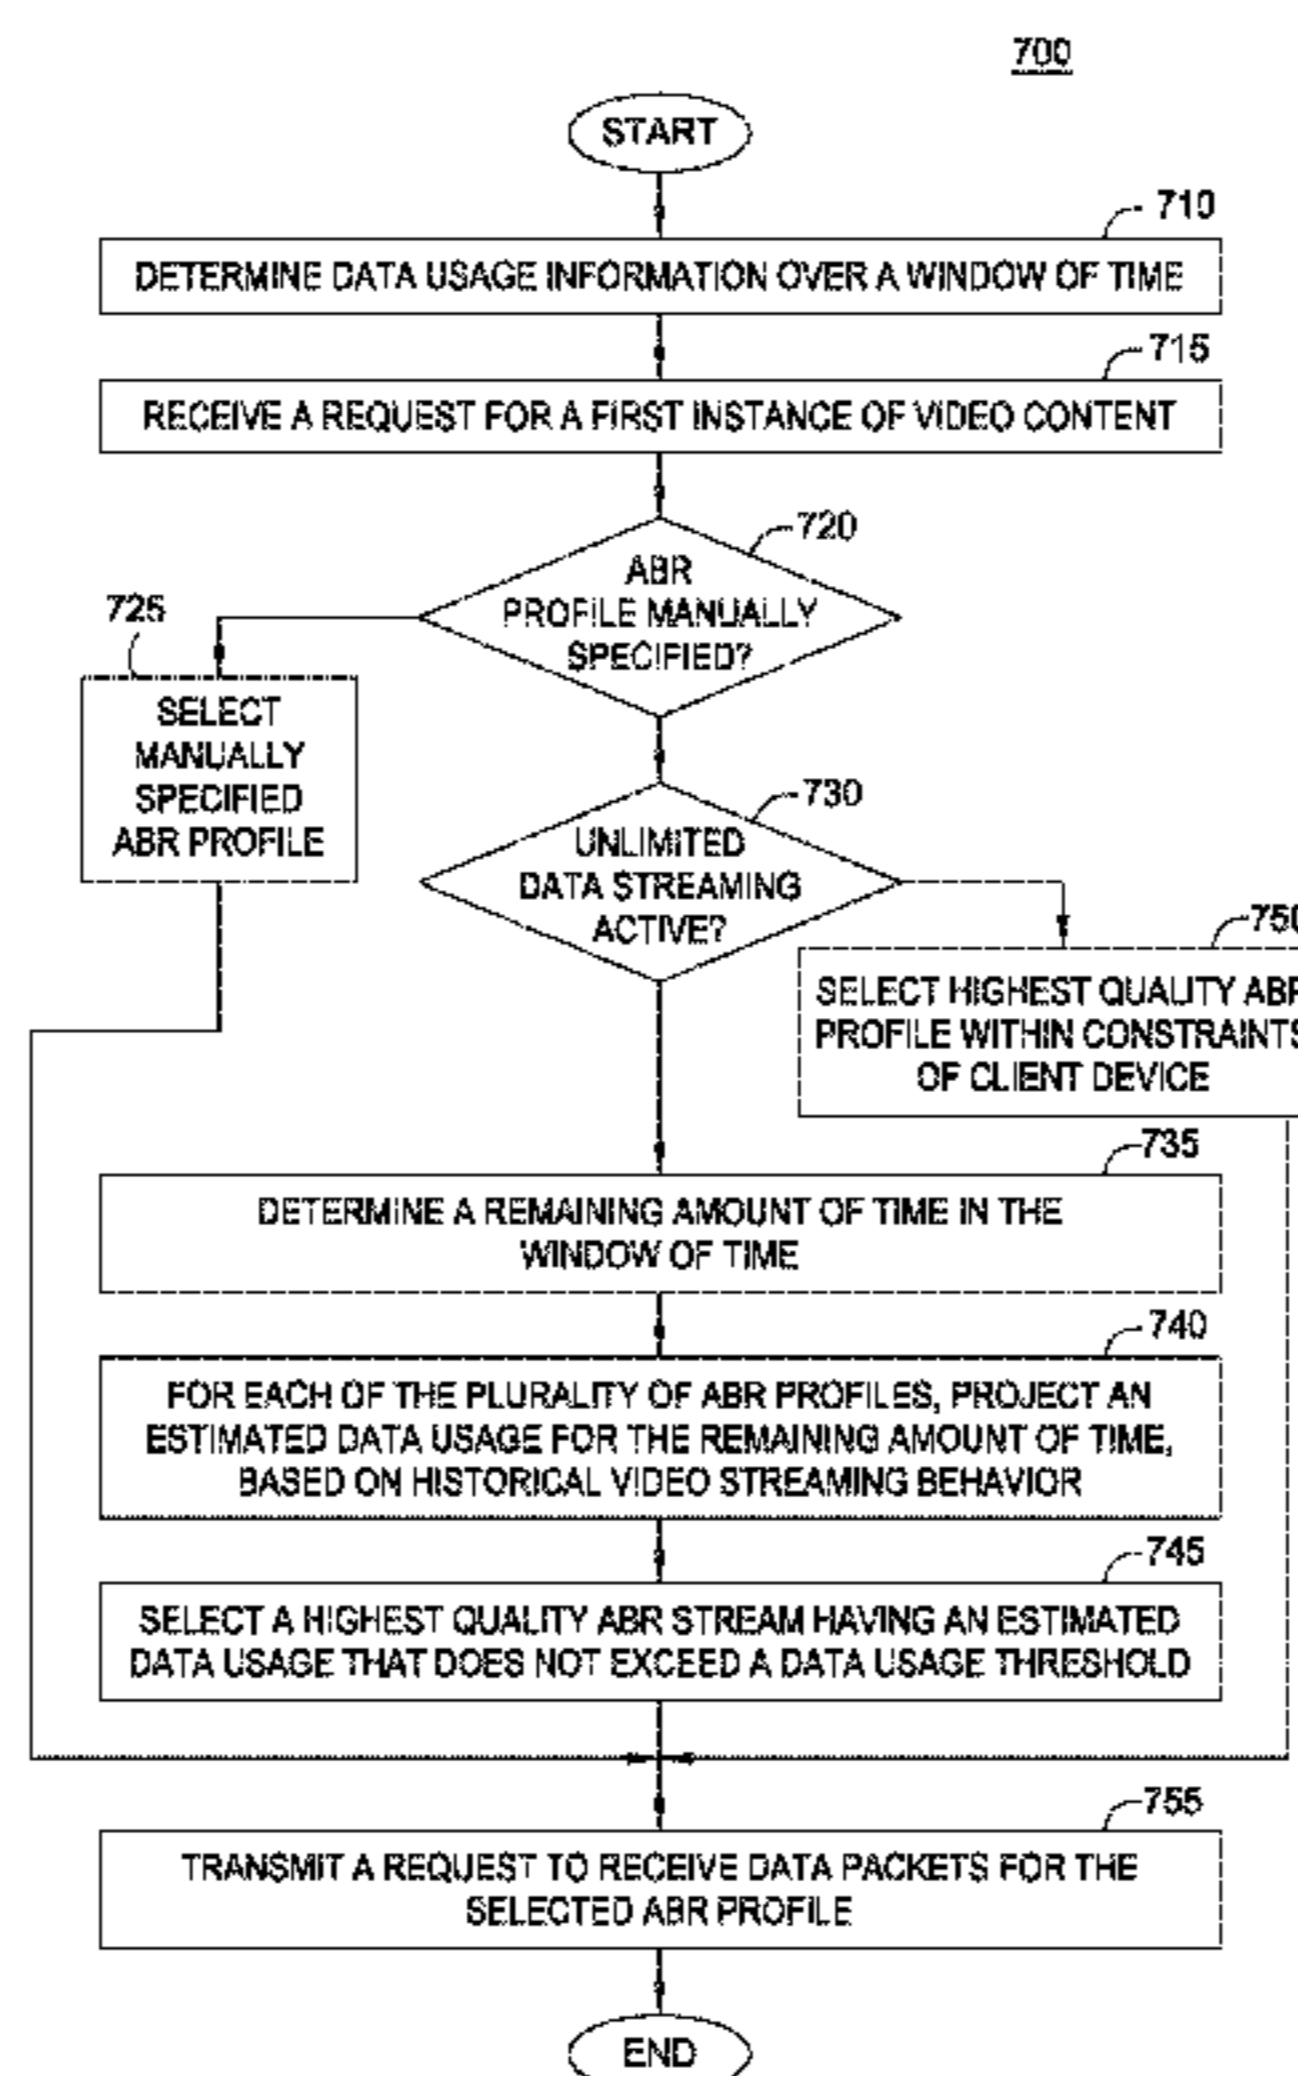 700
START
710
DETERMINE DATA USAGE INFORMATION OVER A WINDOW OF TIME
715
RECEIVE A REQUEST FOR A FIRST INSTANCE OF VIDEO CONTENT
720
ABR
PROFILE MANUALLY
SPECIFIED?
725
SELECT
MANUALLY
SPECIFIED
ABR PROFILE
730
UNLIMITED
DATA STREAMING
ACTIVE?
750
SELECT HIGHEST QUALITY ABR
PROFILE WITHIN CONSTRAINTS
OF CLIENT DEVICE
735
DETERMINE A REMAINING AMOUNT OF TIME IN THE
WINDOW OF TIME
740
FOR EACH OF THE PLURALITY OF ABR PROFILES, PROJECT AN
ESTIMATED DATA USAGE FOR THE REMAINING AMOUNT OF TIME,
BASED ON HISTORICAL VIDEO STREAMING BEHAVIOR
745
SELECT A HIGHEST QUALITY ABR STREAM HAVING AN ESTIMATED
DATA USAGE THAT DOES NOT EXCEED A DATA USAGE THRESHOLD
755
TRANSMIT A REQUEST TO RECEIVE DATA PACKETS FOR THE
SELECTED ABR PROFILE
END